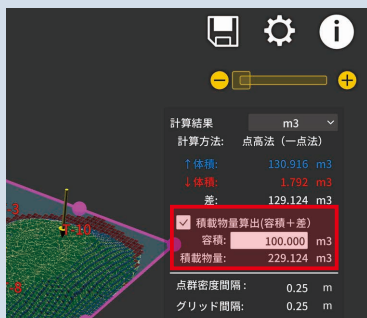 計算結果 m3
計算方法: 点高法（一点法）
↑体積: 130.916 m3
↓体積: 1.792 m3
差: 129.124 m3
積載物量算出(容積＋差)
容積: 100.000 m3
積載物量: 229.124 m3
点群密度間隔: 0.25 m
グリッド間隔: 0.25 m